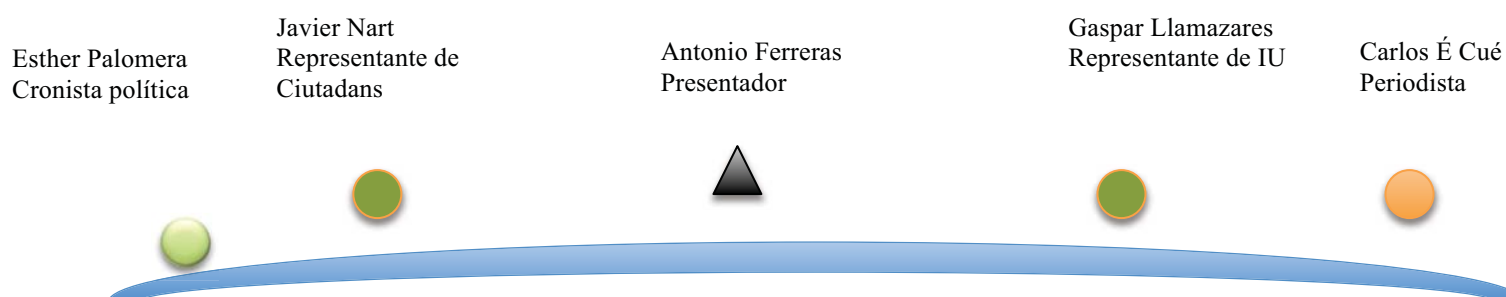 Esther Palomera
Cronista política
Javier Nart
Representante de
Ciutadans
Antonio Ferreras
Presentador
Gaspar Llamazares
Representante de IU
Carlos É Cué
Periodista